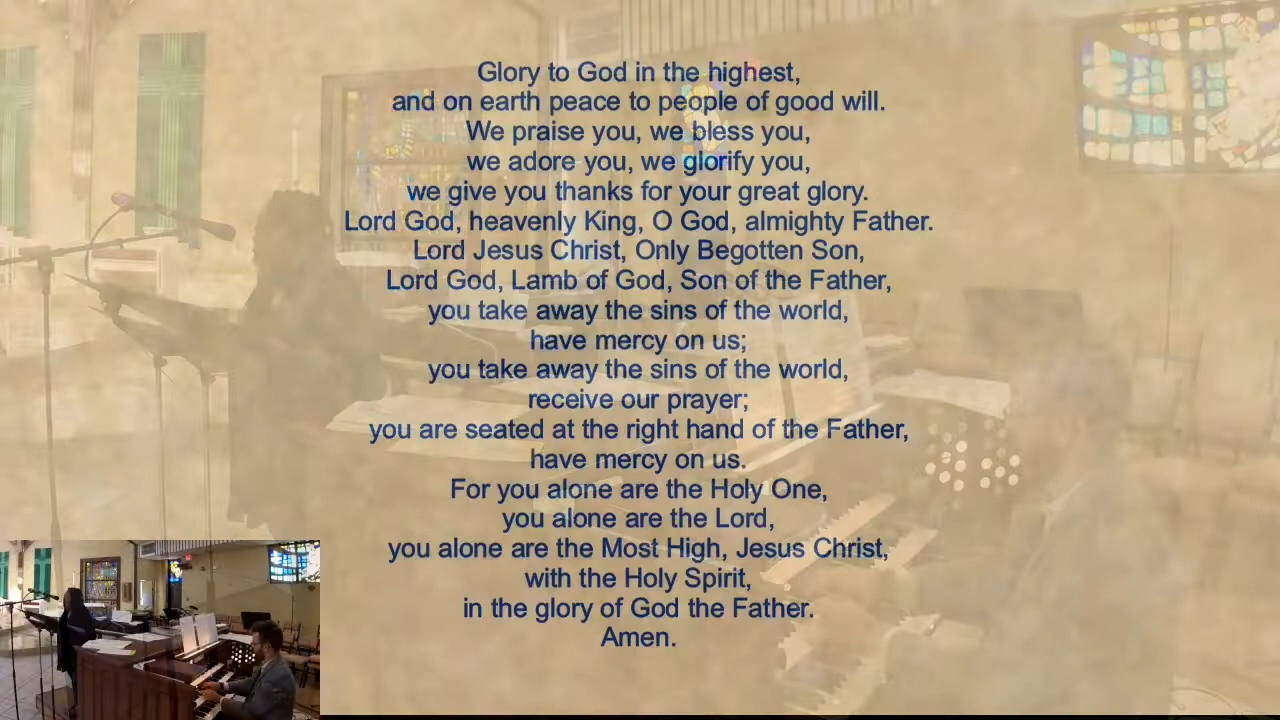 Glory to God in the highest,
and on earth peace to people of good will.
We praise you, we bless you,
we adore you, we glorify you,
we give you thanks for your great glory.
Lord God, heavenly King, O God, almighty Father.
Lord Jesus Christ, Only Begotten Son,
Lord God, Lamb of God, Son of the Father,
you take away the sins of the world,
have mercy on us;
you take away the sins of the world,
receive our prayer;
you are seated at the right hand of the Father,
have mercy on us.
For you alone are the Holy One,
you alone are the Lord,
you alone are the Most High, Jesus Christ,
with the Holy Spirit,
in the glory of God the Father.
Amen.